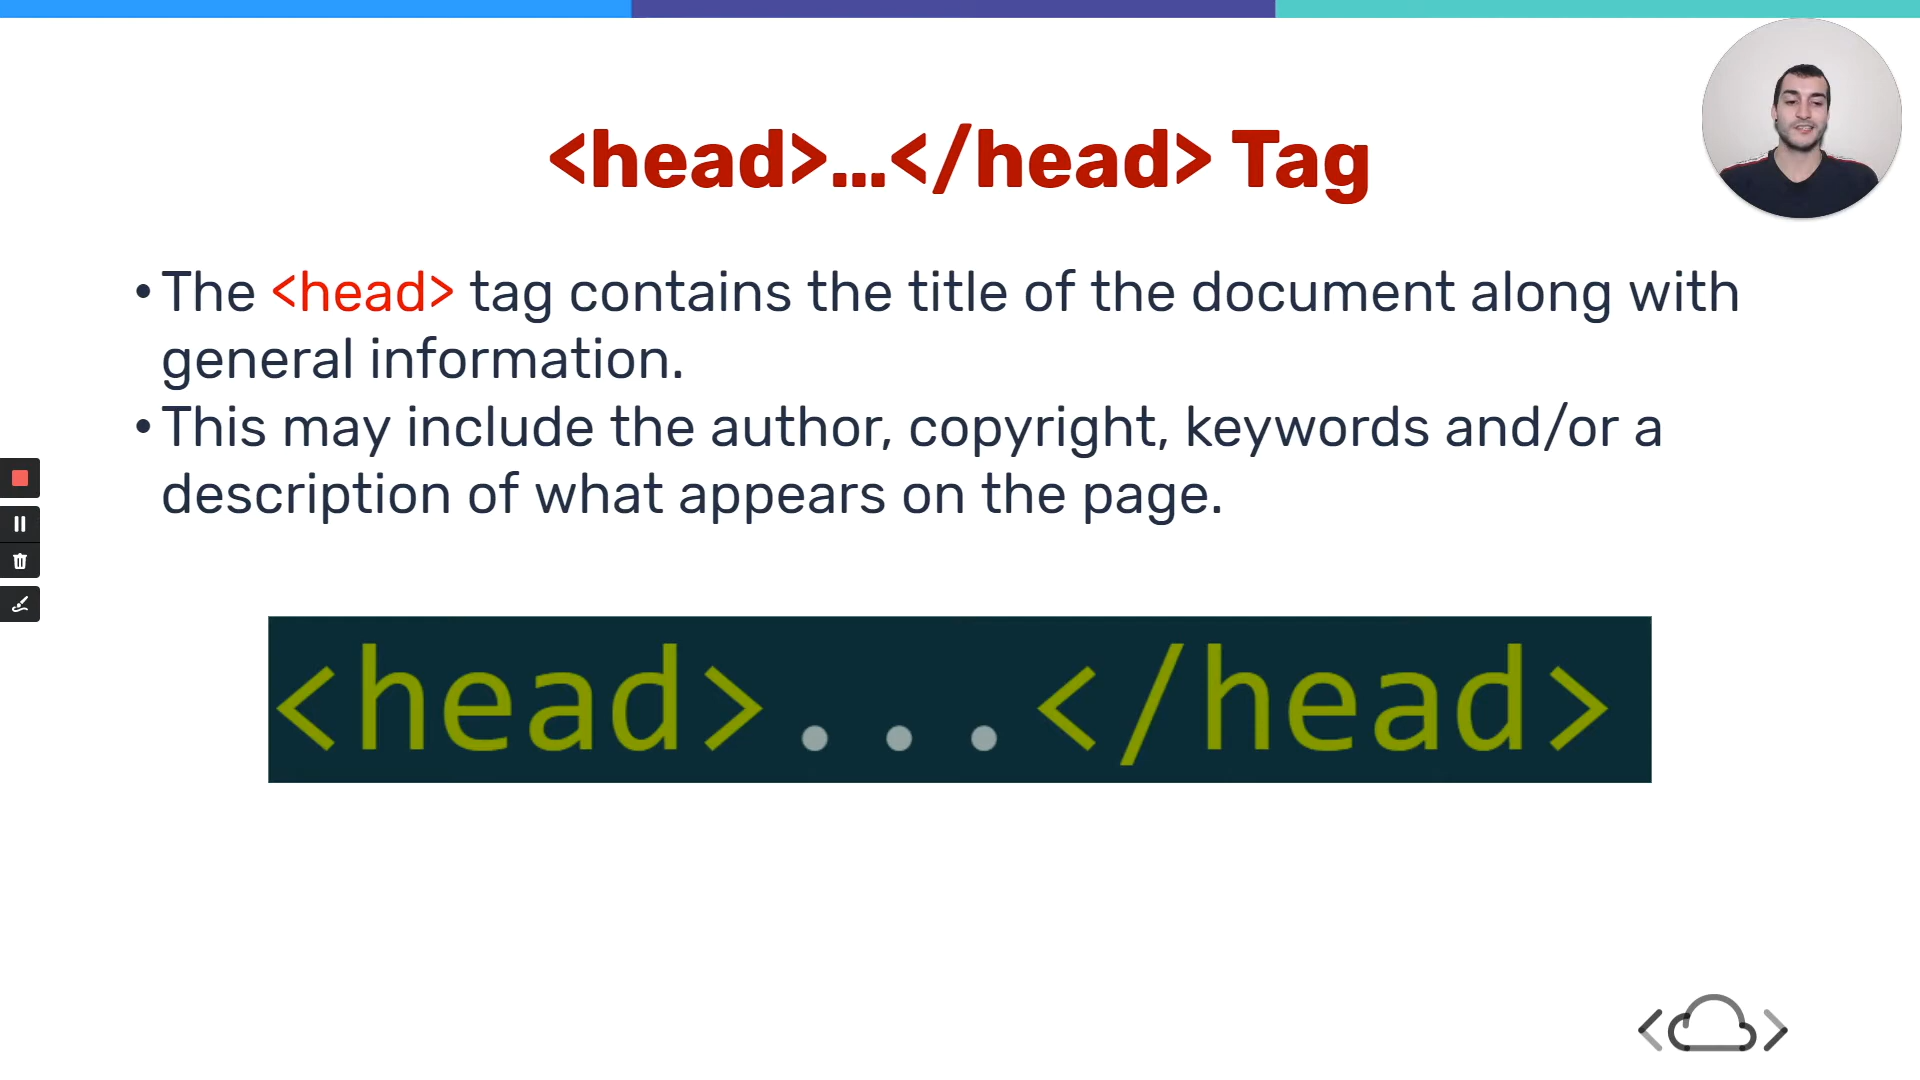 <head>...</head> Tag
•The <head> tag contains the title of the document along with
general information.
•This may include the author, copyright, keywords and/or a
description of what appears on the page.
<head>...</head>